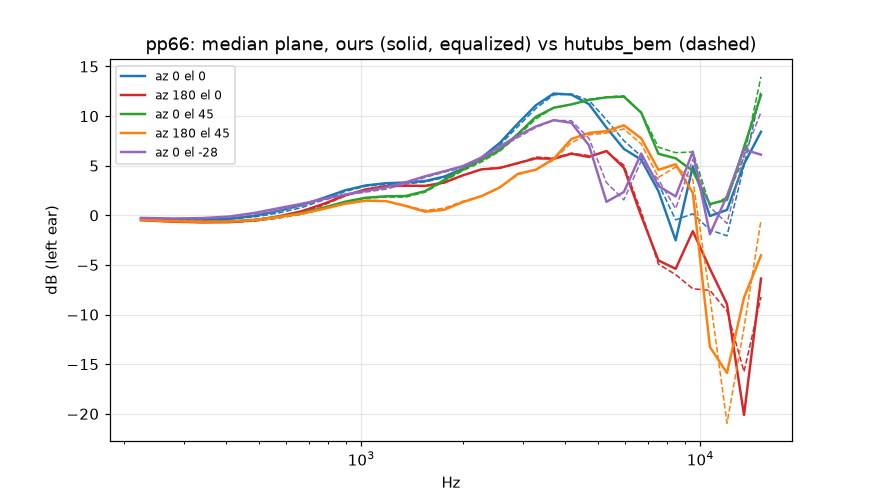 pp66: median plane, ours (solid, equalized) vs hutubs_bem (dashed)
az 0 el 0
az 180 el 0
az 0 el 45
az 180 el 45
az 0 el -28
15
10
5
0
−5
−10
−15
−20
dB (left ear)
10³
10⁴
Hz